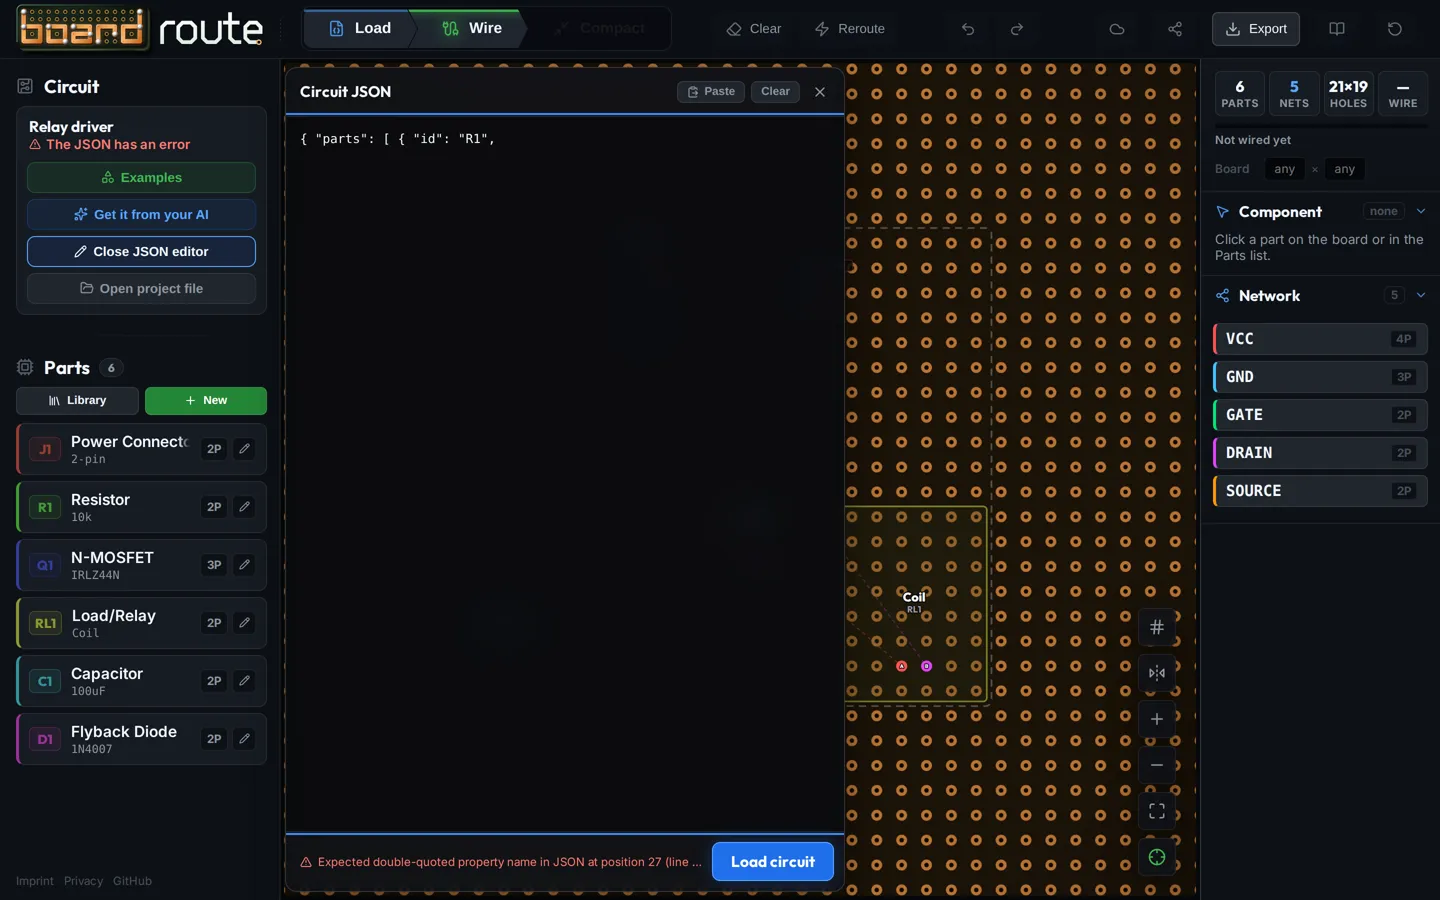 board route
Load
Wire
Compact
Clear
Reroute
Export
Circuit
Relay driver
The JSON has an error
Examples
Get it from your AI
Close JSON editor
Open project file
Parts 6
Library
New
J1
Power Connecto
2-pin
2P
R1
Resistor
10k
2P
Q1
N-MOSFET
IRLZ44N
3P
RL1
Load/Relay
Coil
2P
C1
Capacitor
100uF
2P
D1
Flyback Diode
1N4007
2P
Imprint Privacy GitHub
Circuit JSON
Paste
Clear
{ "parts": [ { "id": "R1",
Expected double-quoted property name in JSON at position 27 (line ...
Load circuit
Coil
RL1
6
PARTS
5
NETS
21×19
HOLES
—
WIRE
Not wired yet
Board any × any
Component none
Click a part on the board or in the
Parts list.
Network 5
VCC 4P
GND 3P
GATE 2P
DRAIN 2P
SOURCE 2P